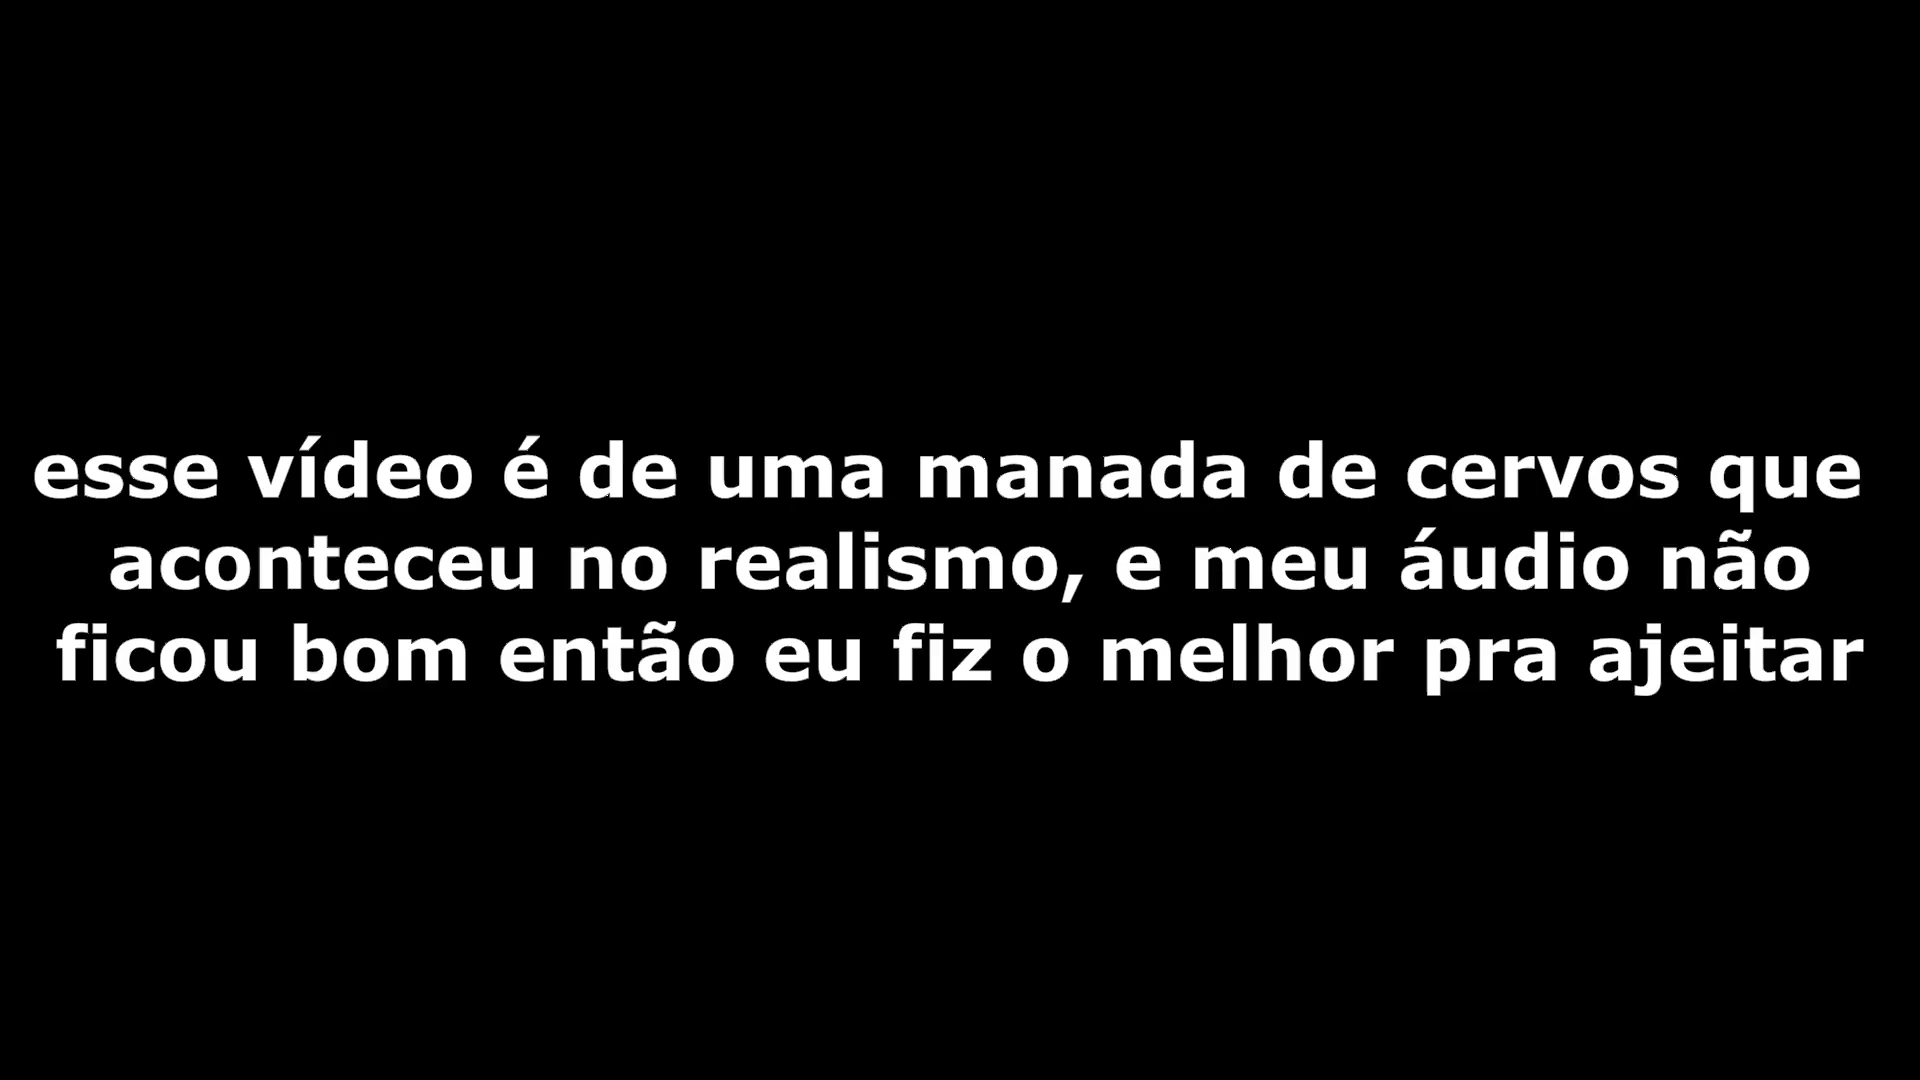 esse vídeo é de uma manada de cervos que
aconteceu no realismo, e meu áudio não
ficou bom então eu fiz o melhor pra ajeitar